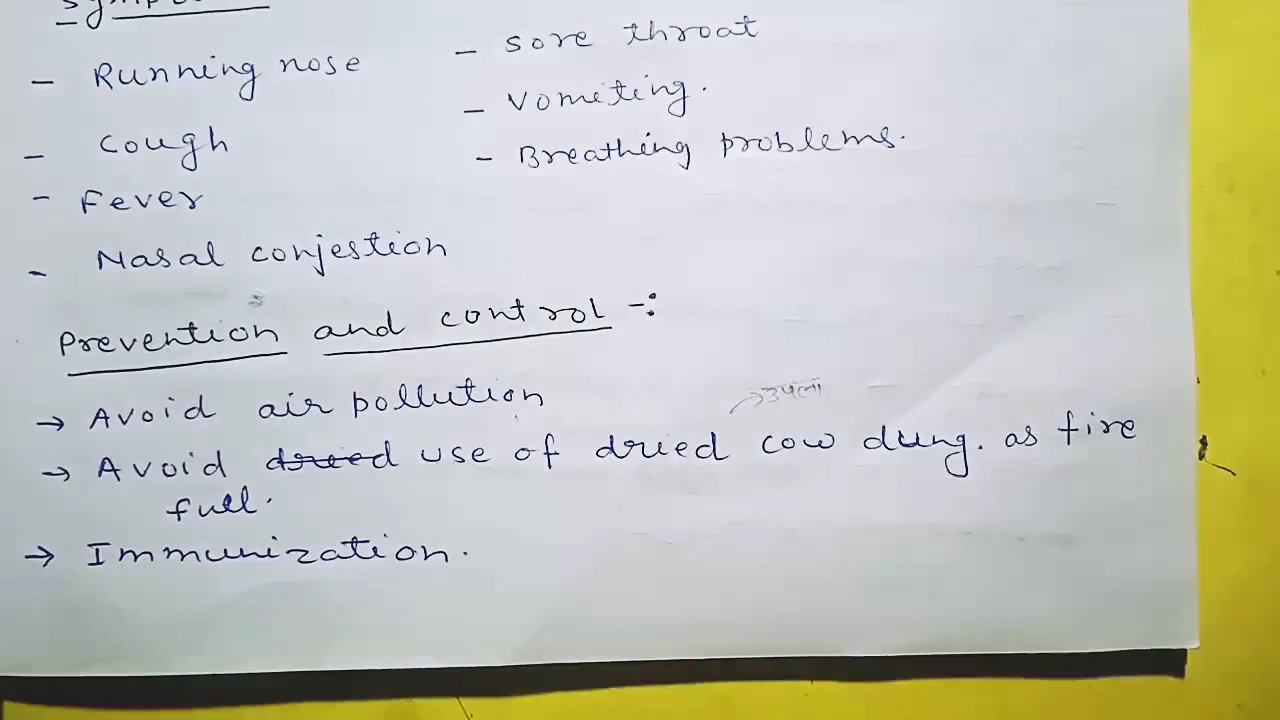 - Running nose
- Sore throat
- Cough
- Vomiting.
- Breathing problems.
- Fever
- Nasal conjestion
Prevention and control -:
→ Avoid air pollution
→ उपला
→ Avoid dried use of dried cow dung. as fire
full.
→ Immunization.